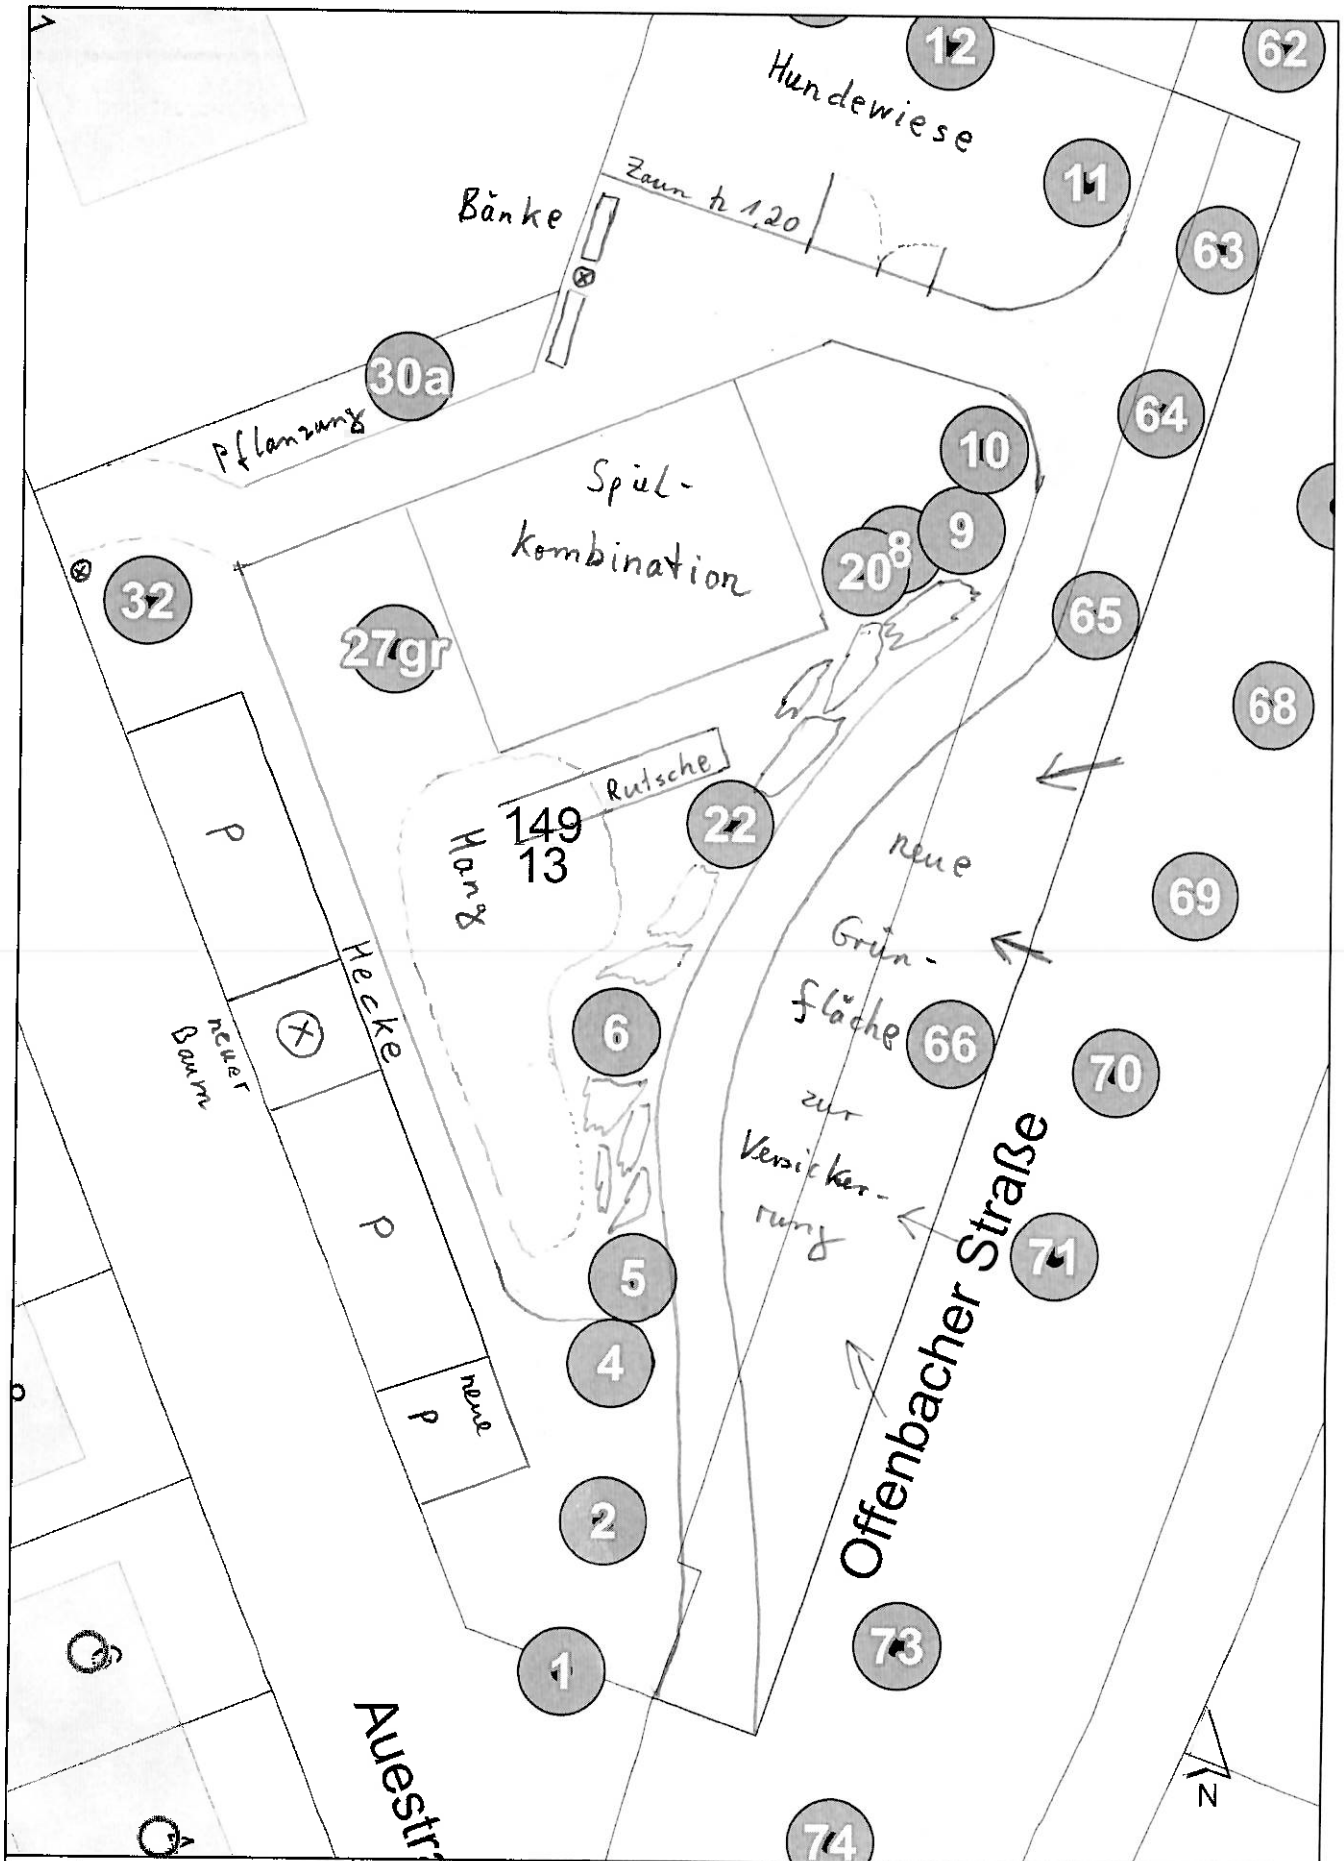 12
62
Hundewiese
11
Zaun h 1,20
Bänke
63
30a
64
Pflanzung
10
Spiel-
kombination
9
8
20
32
65
27gr
68
Rutsche
P
22
149
13
Hang
neue
69
Grün-
fläche
Hecke
6
66
neuer
Baum
70
zur
Versicker-
rung
P
71
5
4
Offenbacher Straße
neue
P
2
1
73
Auestr
N
74